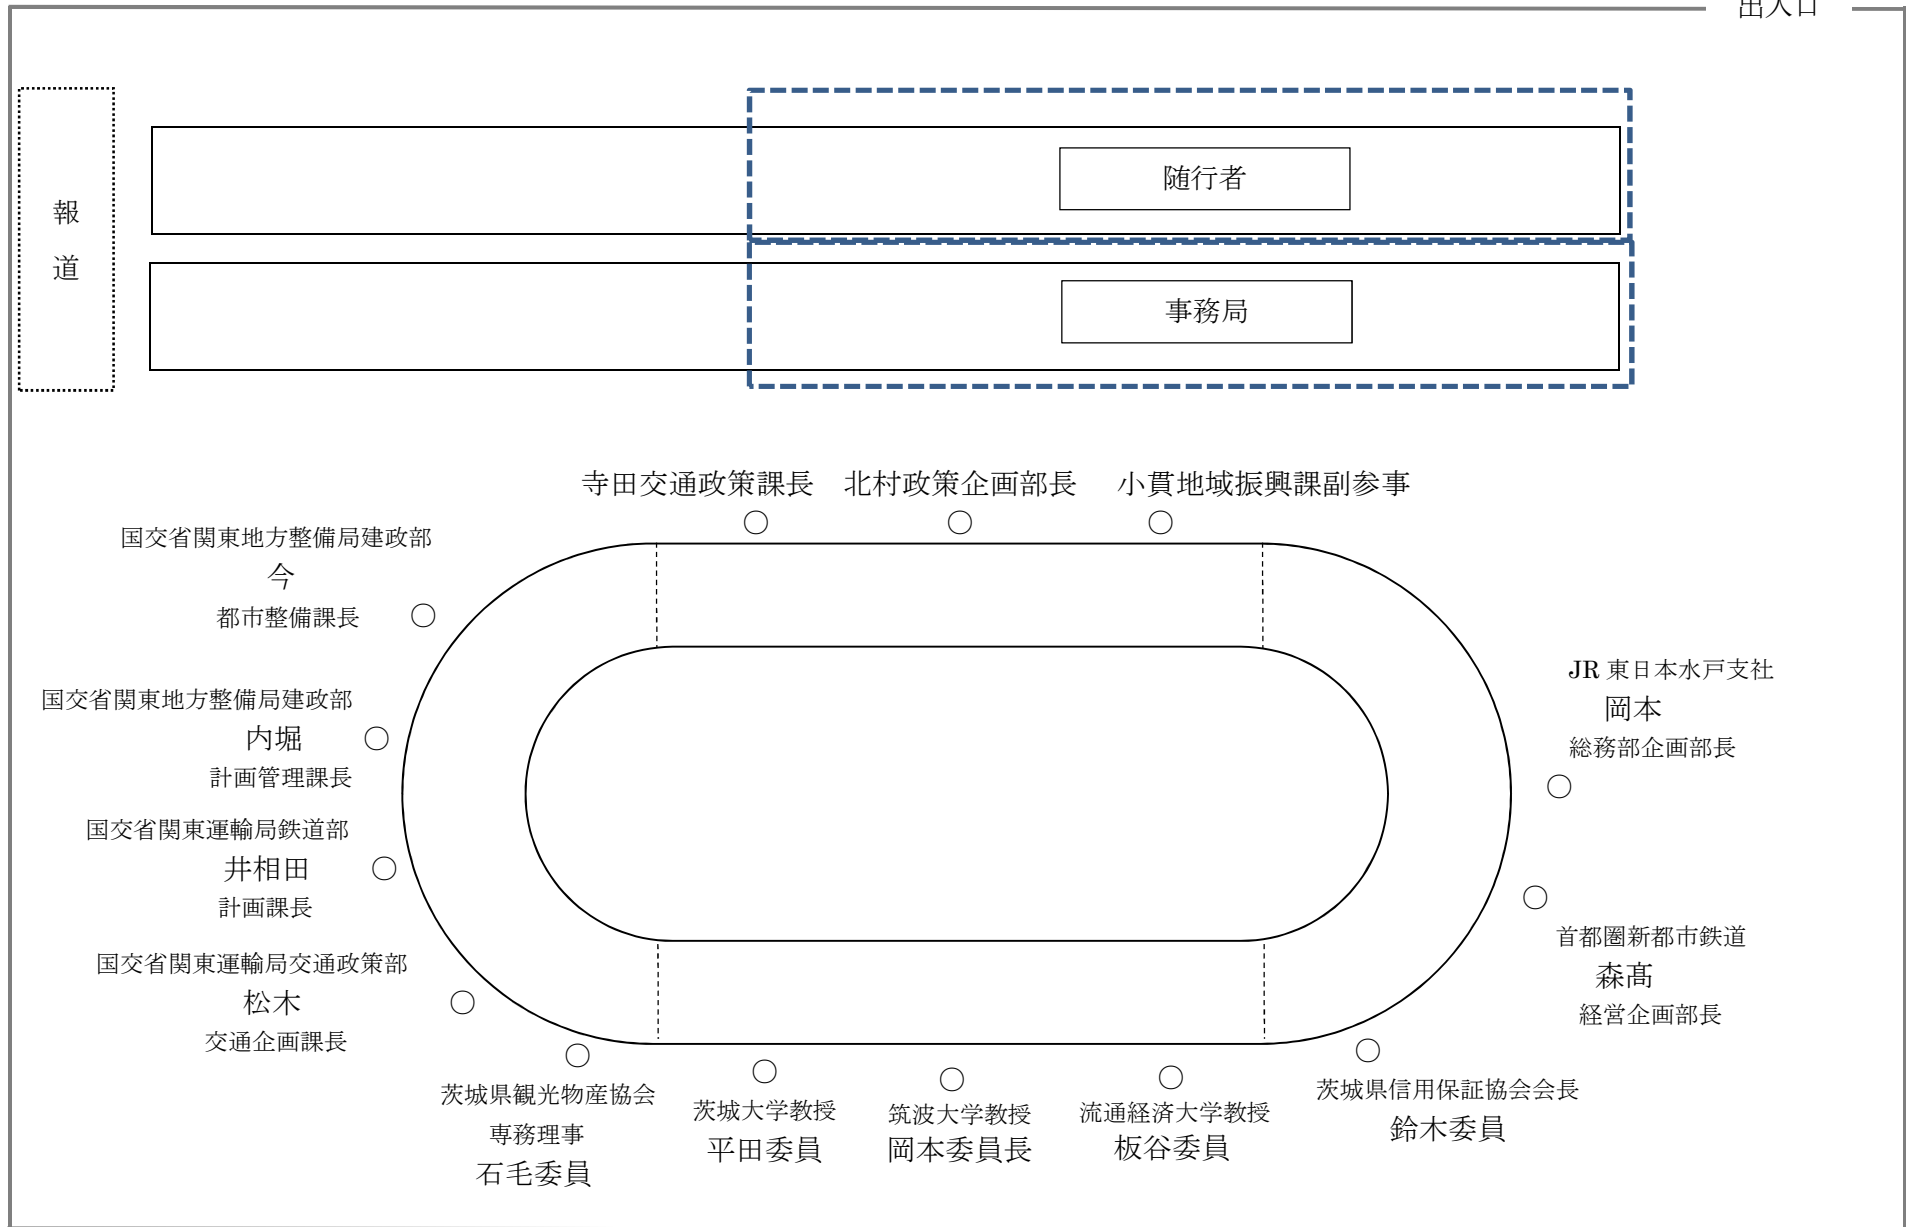 出入口
随行者
報
道
事務局
寺田交通政策課長 北村政策企画部長 小貫地域振興課副参事
国交省関東地方整備局建政部
今
都市整備課長
国交省関東地方整備局建政部
内堀
計画管理課長
JR 東日本水戸支社
岡本
総務部企画部長
国交省関東運輸局鉄道部
井相田
計画課長
首都圏新都市鉄道
森髙
経営企画部長
国交省関東運輸局交通政策部
松木
交通企画課長
茨城県観光物産協会
専務理事
石毛委員
茨城大学教授
平田委員
筑波大学教授
岡本委員長
流通経済大学教授
板谷委員
茨城県信用保証協会会長
鈴木委員